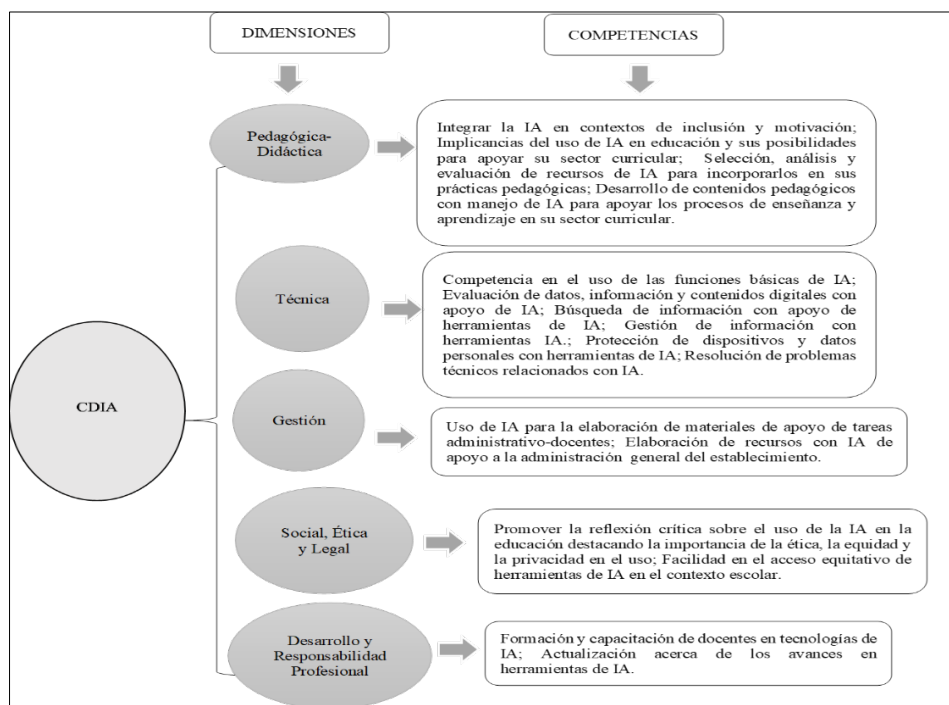 DIMENSIONES
COMPETENCIAS
Pedagógica-
Didáctica
Integrar la IA en contextos de inclusión y motivación;
Implicancias del uso de IA en educación y sus posibilidades
para apoyar su sector curricular; Selección, análisis y
evaluación de recursos de IA para incorporarlos en sus
prácticas pedagógicas; Desarrollo de contenidos pedagógicos
con manejo de IA para apoyar los procesos de enseñanza y
aprendizaje en su sector curricular.
Técnica
Competencia en el uso de las funciones básicas de IA;
Evaluación de datos, información y contenidos digitales con
apoyo de IA; Búsqueda de información con apoyo de
herramientas de IA; Gestión de información con
herramientas IA.; Protección de dispositivos y datos
personales con herramientas de IA; Resolución de problemas
técnicos relacionados con IA.
CDIA
Gestión
Uso de IA para la elaboración de materiales de apoyo de tareas
administrativo-docentes; Elaboración de recursos con IA de
apoyo a la administración general del establecimiento.
Social, Ética
y Legal
Promover la reflexión crítica sobre el uso de la IA en la
educación destacando la importancia de la ética, la equidad y
la privacidad en el uso; Facilidad en el acceso equitativo de
herramientas de IA en el contexto escolar.
Desarrollo y
Responsabilidad
Profesional
Formación y capacitación de docentes en tecnologías de
IA; Actualización acerca de los avances en
herramientas de IA.